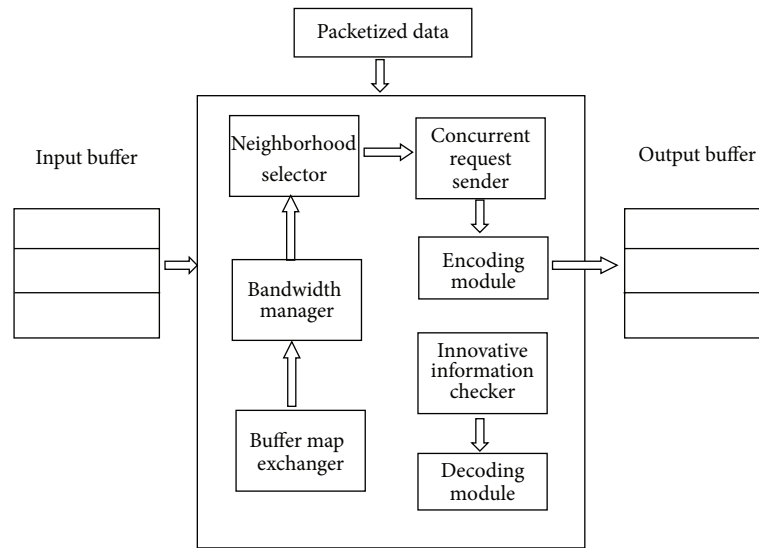 Packetized data
Input buffer
Neighborhood
selector
Concurrent
request
sender
Output buffer
Bandwidth
manager
Encoding
module
Innovative
information
checker
Buffer map
exchanger
Decoding
module